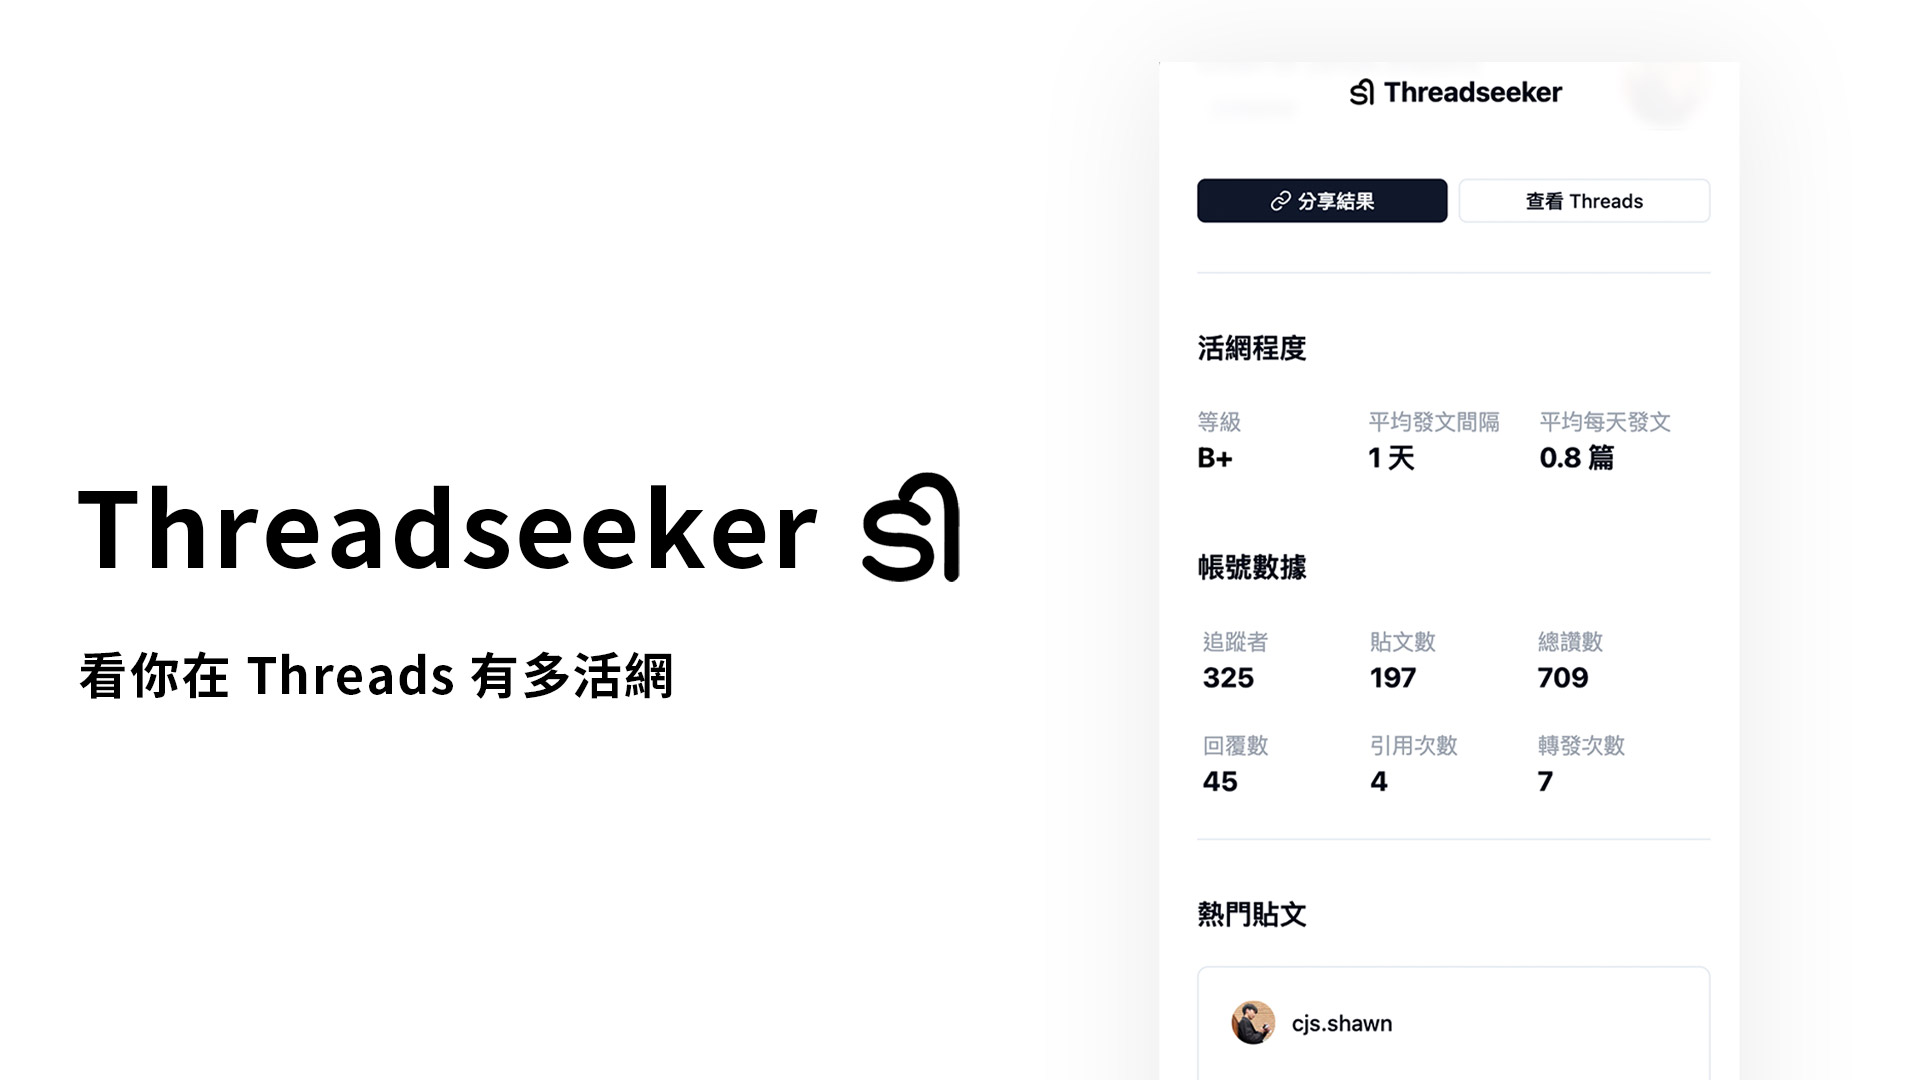 Threadseeker
看你在 Threads 有多活網
Threadseeker
分享結果
查看 Threads
活網程度
等級 平均發文間隔 平均每天發文
B+ 1 天 0.8 篇
帳號數據
追蹤者 貼文數 總讚數
325 197 709
回覆數 引用次數 轉發次數
45 4 7
熱門貼文
cjs.shawn